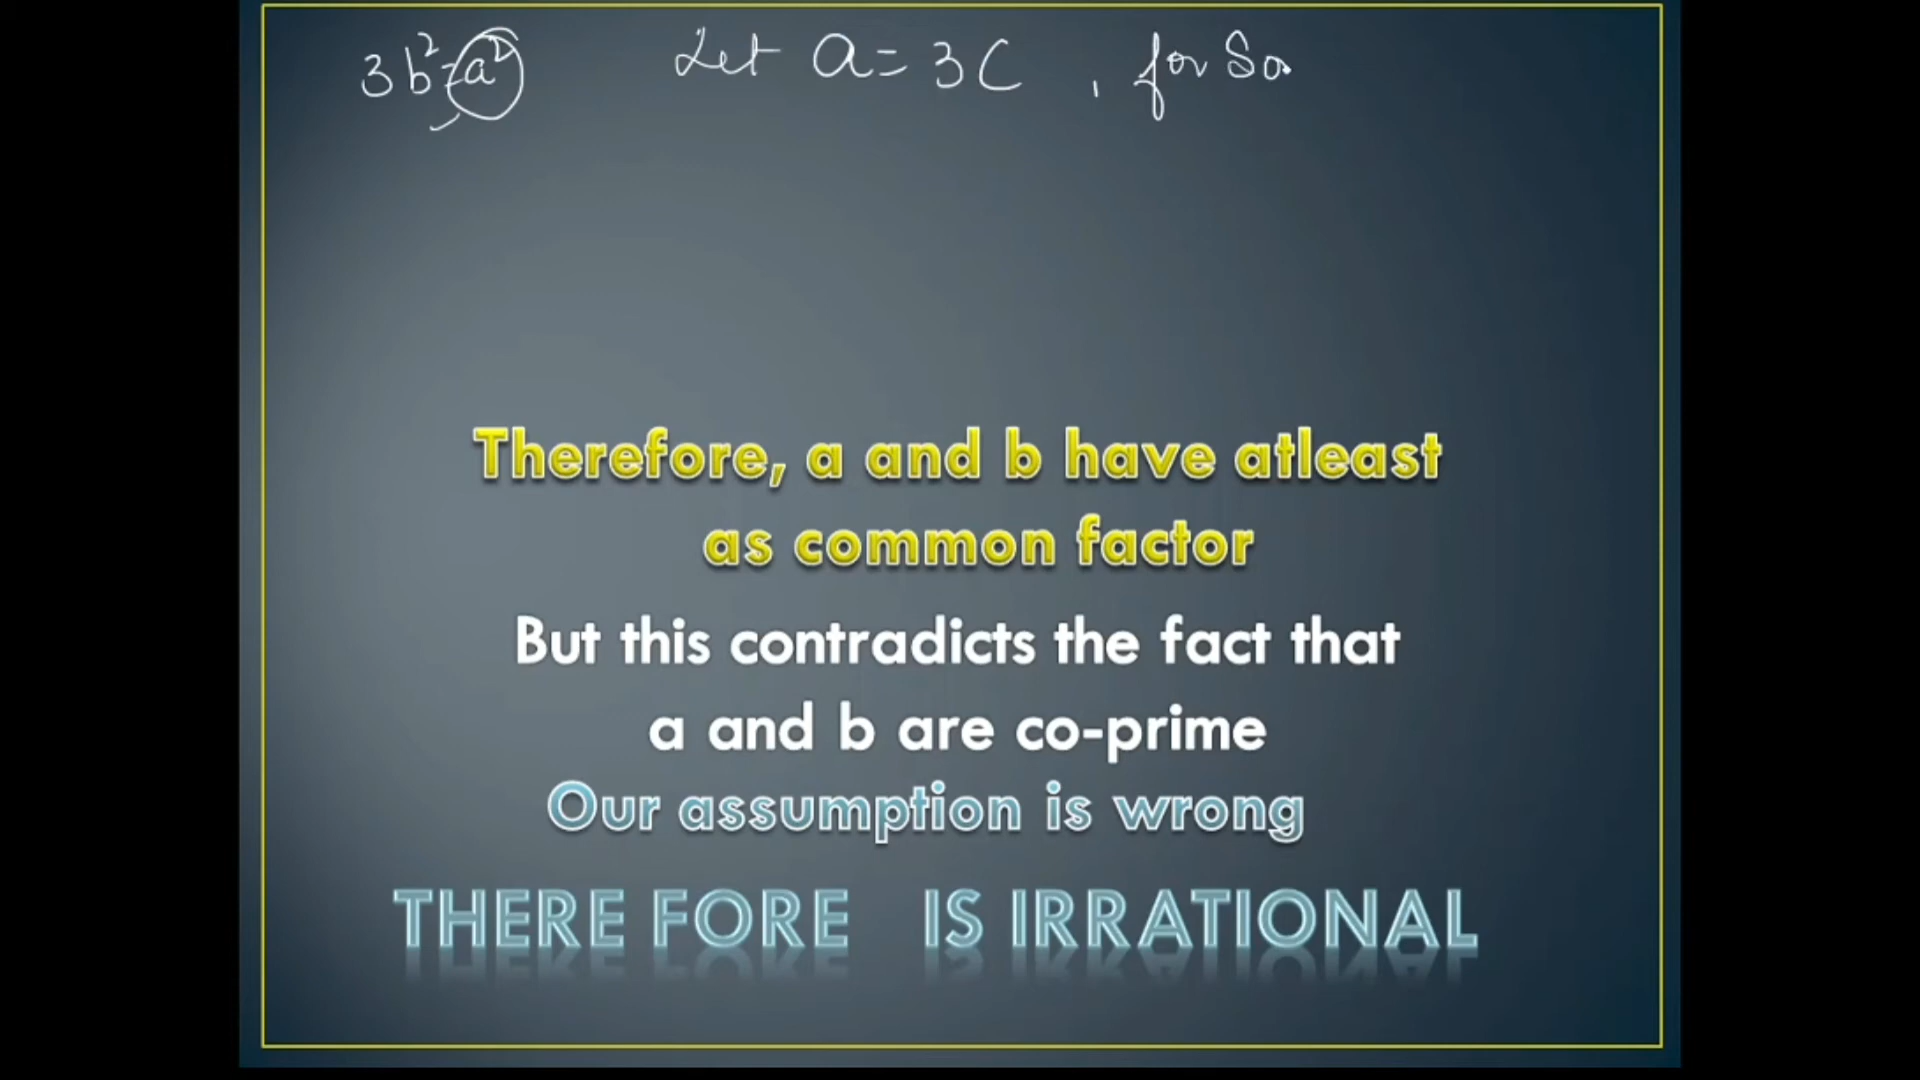 3b²=a² Let a=3C , for So
Therefore, a and b have atleast
as common factor
But this contradicts the fact that
a and b are co-prime
Our assumption is wrong
THERE FORE IS IRRATIONAL